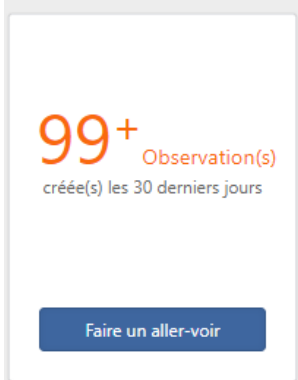 99+ Observation(s)
créée(s) les 30 derniers jours
Faire un aller-voir